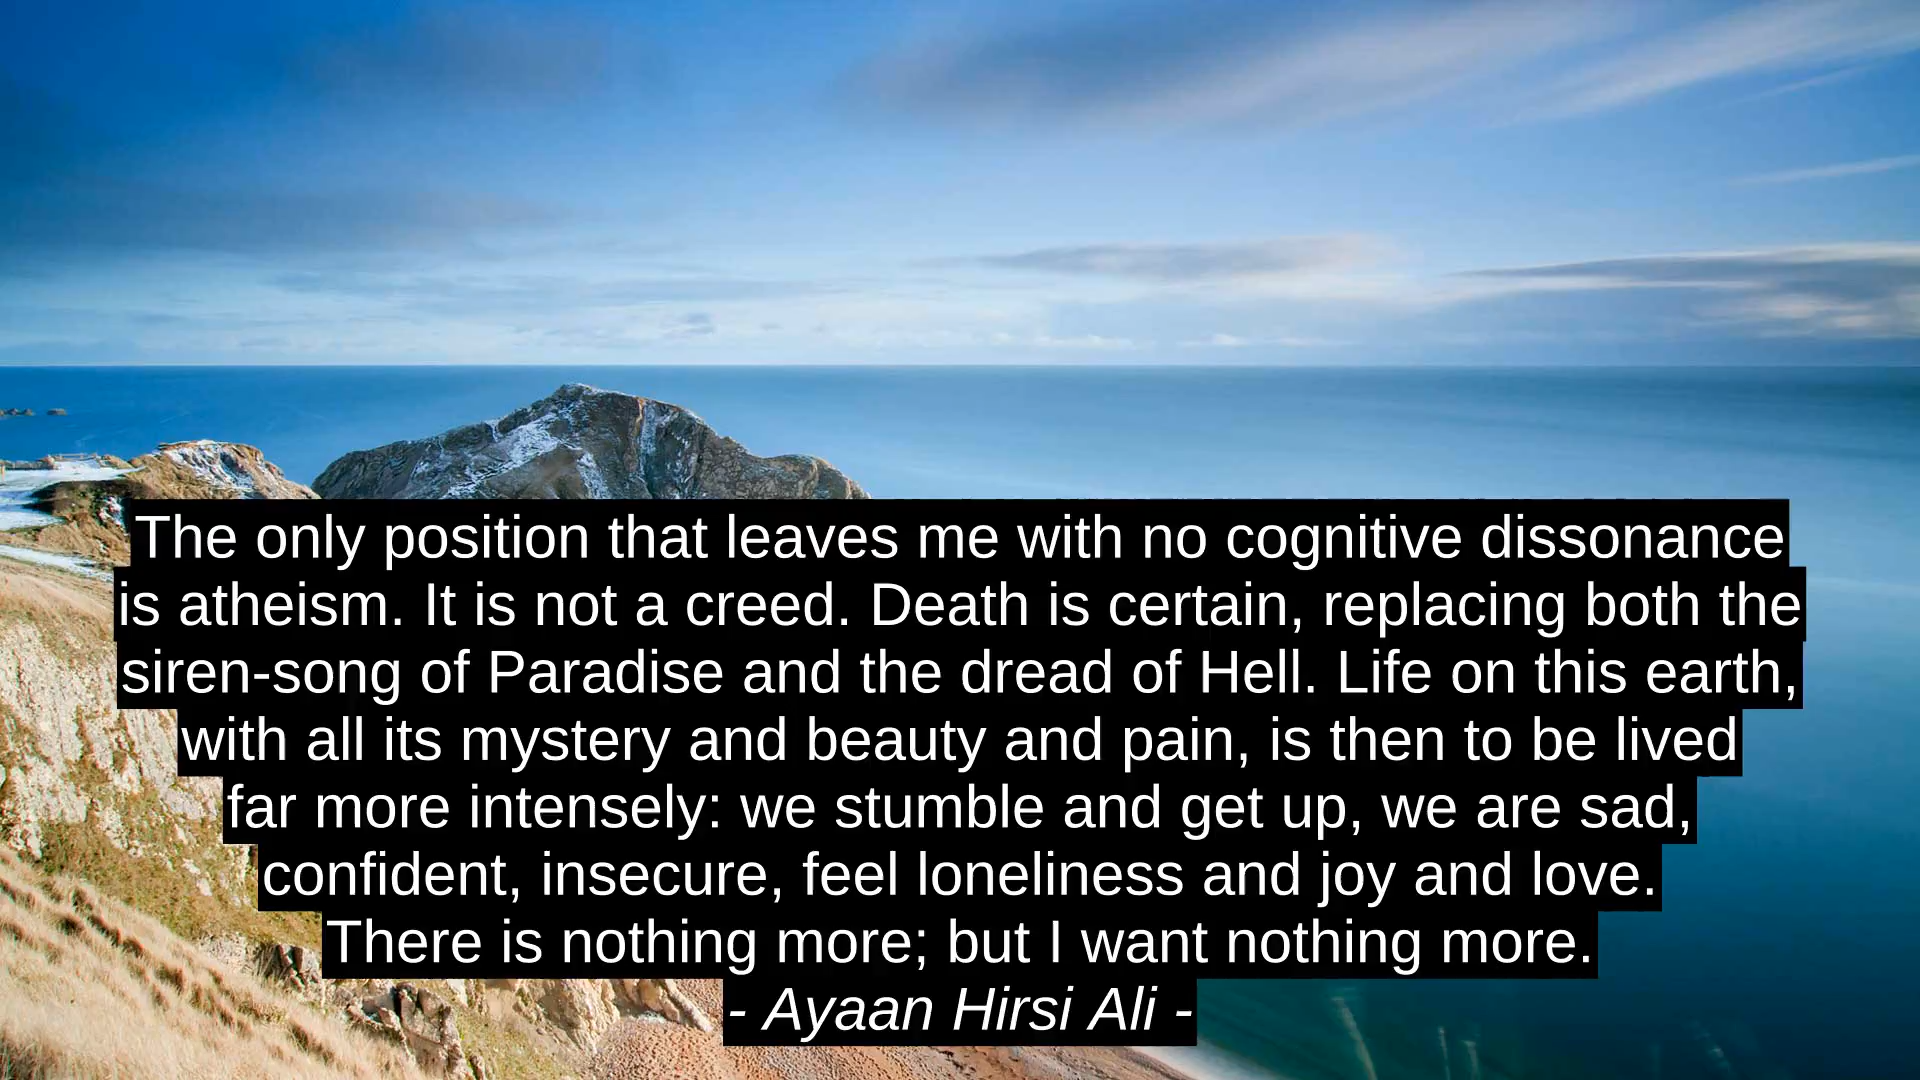 The only position that leaves me with no cognitive dissonance
is atheism. It is not a creed. Death is certain, replacing both the
siren-song of Paradise and the dread of Hell. Life on this earth,
with all its mystery and beauty and pain, is then to be lived
far more intensely: we stumble and get up, we are sad,
confident, insecure, feel loneliness and joy and love.
There is nothing more; but I want nothing more.
- Ayaan Hirsi Ali -